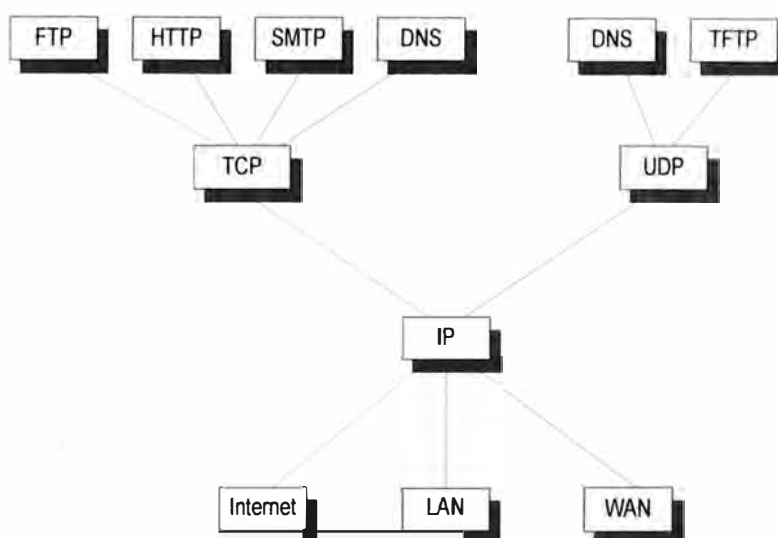 FTP HTTP SMTP DNS DNS TFTP
TCP UDP
IP
Internet LAN WAN